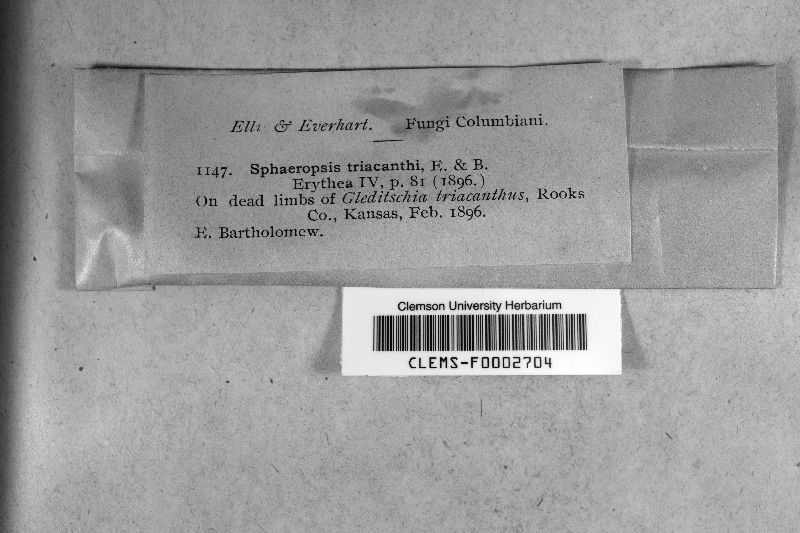 Elli & Everhart. Fungi Columbiani.
1147. Sphaeropsis triacanthi, E. & B.
Erythea IV, p. 81 (1896.)
On dead limbs of Gleditschia triacanthus, Rooks
Co., Kansas, Feb. 1896.
E. Bartholomew.
Clemson University Herbarium
CLEMS-F0002704